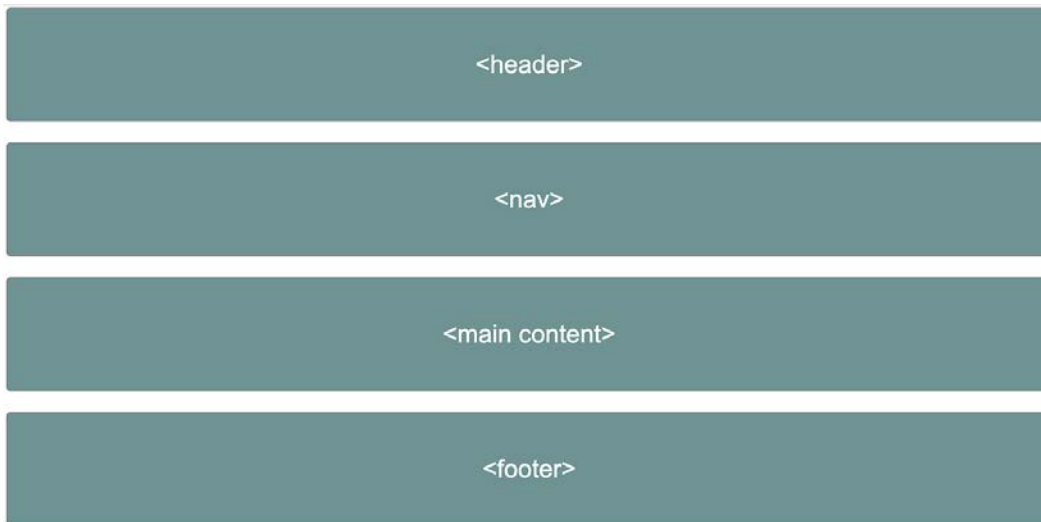 <header>
<nav>
<main content>
<footer>